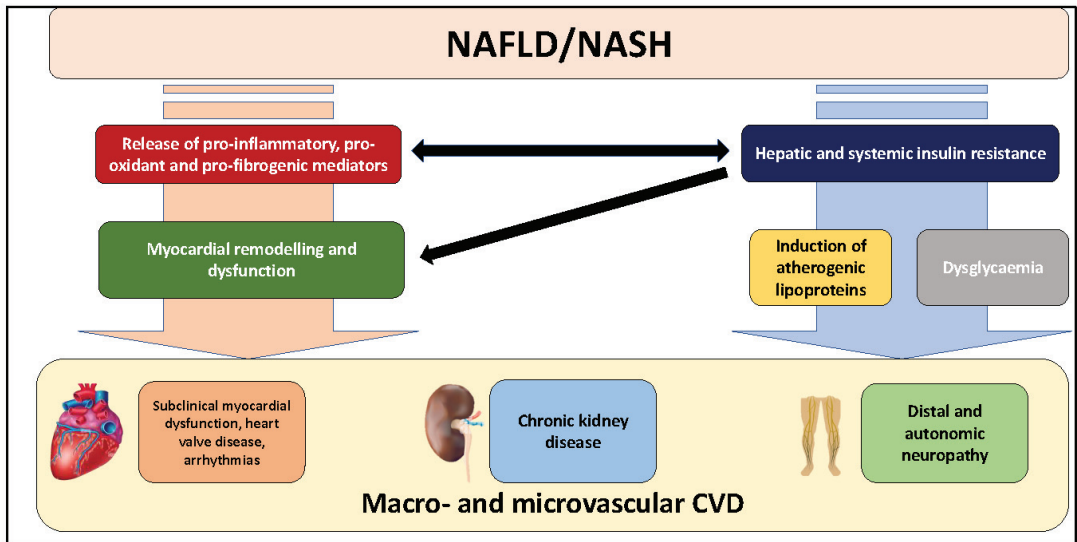 NAFLD/NASH
Release of pro-inflammatory, pro-
oxidant and pro-fibrogenic mediators
Hepatic and systemic insulin resistance
Myocardial remodelling and
dysfunction
Induction of
atherogenic
lipoproteins
Dysglycaemia
Subclinical myocardial
dysfunction, heart
valve disease,
arrhythmias
Chronic kidney
disease
Distal and
autonomic
neuropathy
Macro- and microvascular CVD